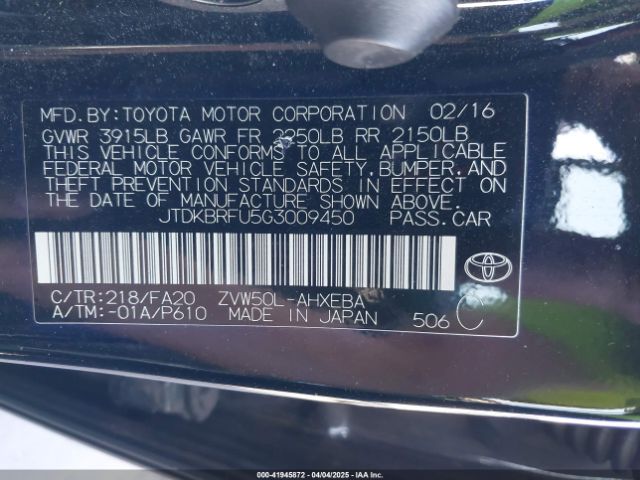 MFD.BY:TOYOTA MOTOR CORPORATION 02/16
GVWR 3915LB GAWR FR 2250LB RR 2150LB
THIS VEHICLE CONFORMS TO ALL APPLICABLE
FEDERAL MOTOR VEHICLE SAFETY,BUMPER,AND
THEFT PREVENTION STANDARDS IN EFFECT ON
THE DATE OF MANUFACTURE SHOWN ABOVE.
JTDKBRFU5G3009450 PASS.CAR
C/TR:218/FA20 ZVW50L-AHXEBA
A/TM:-01A/P610 MADE IN JAPAN 506 C
000-41945872 - 04/04/2025 - IAAI.COM